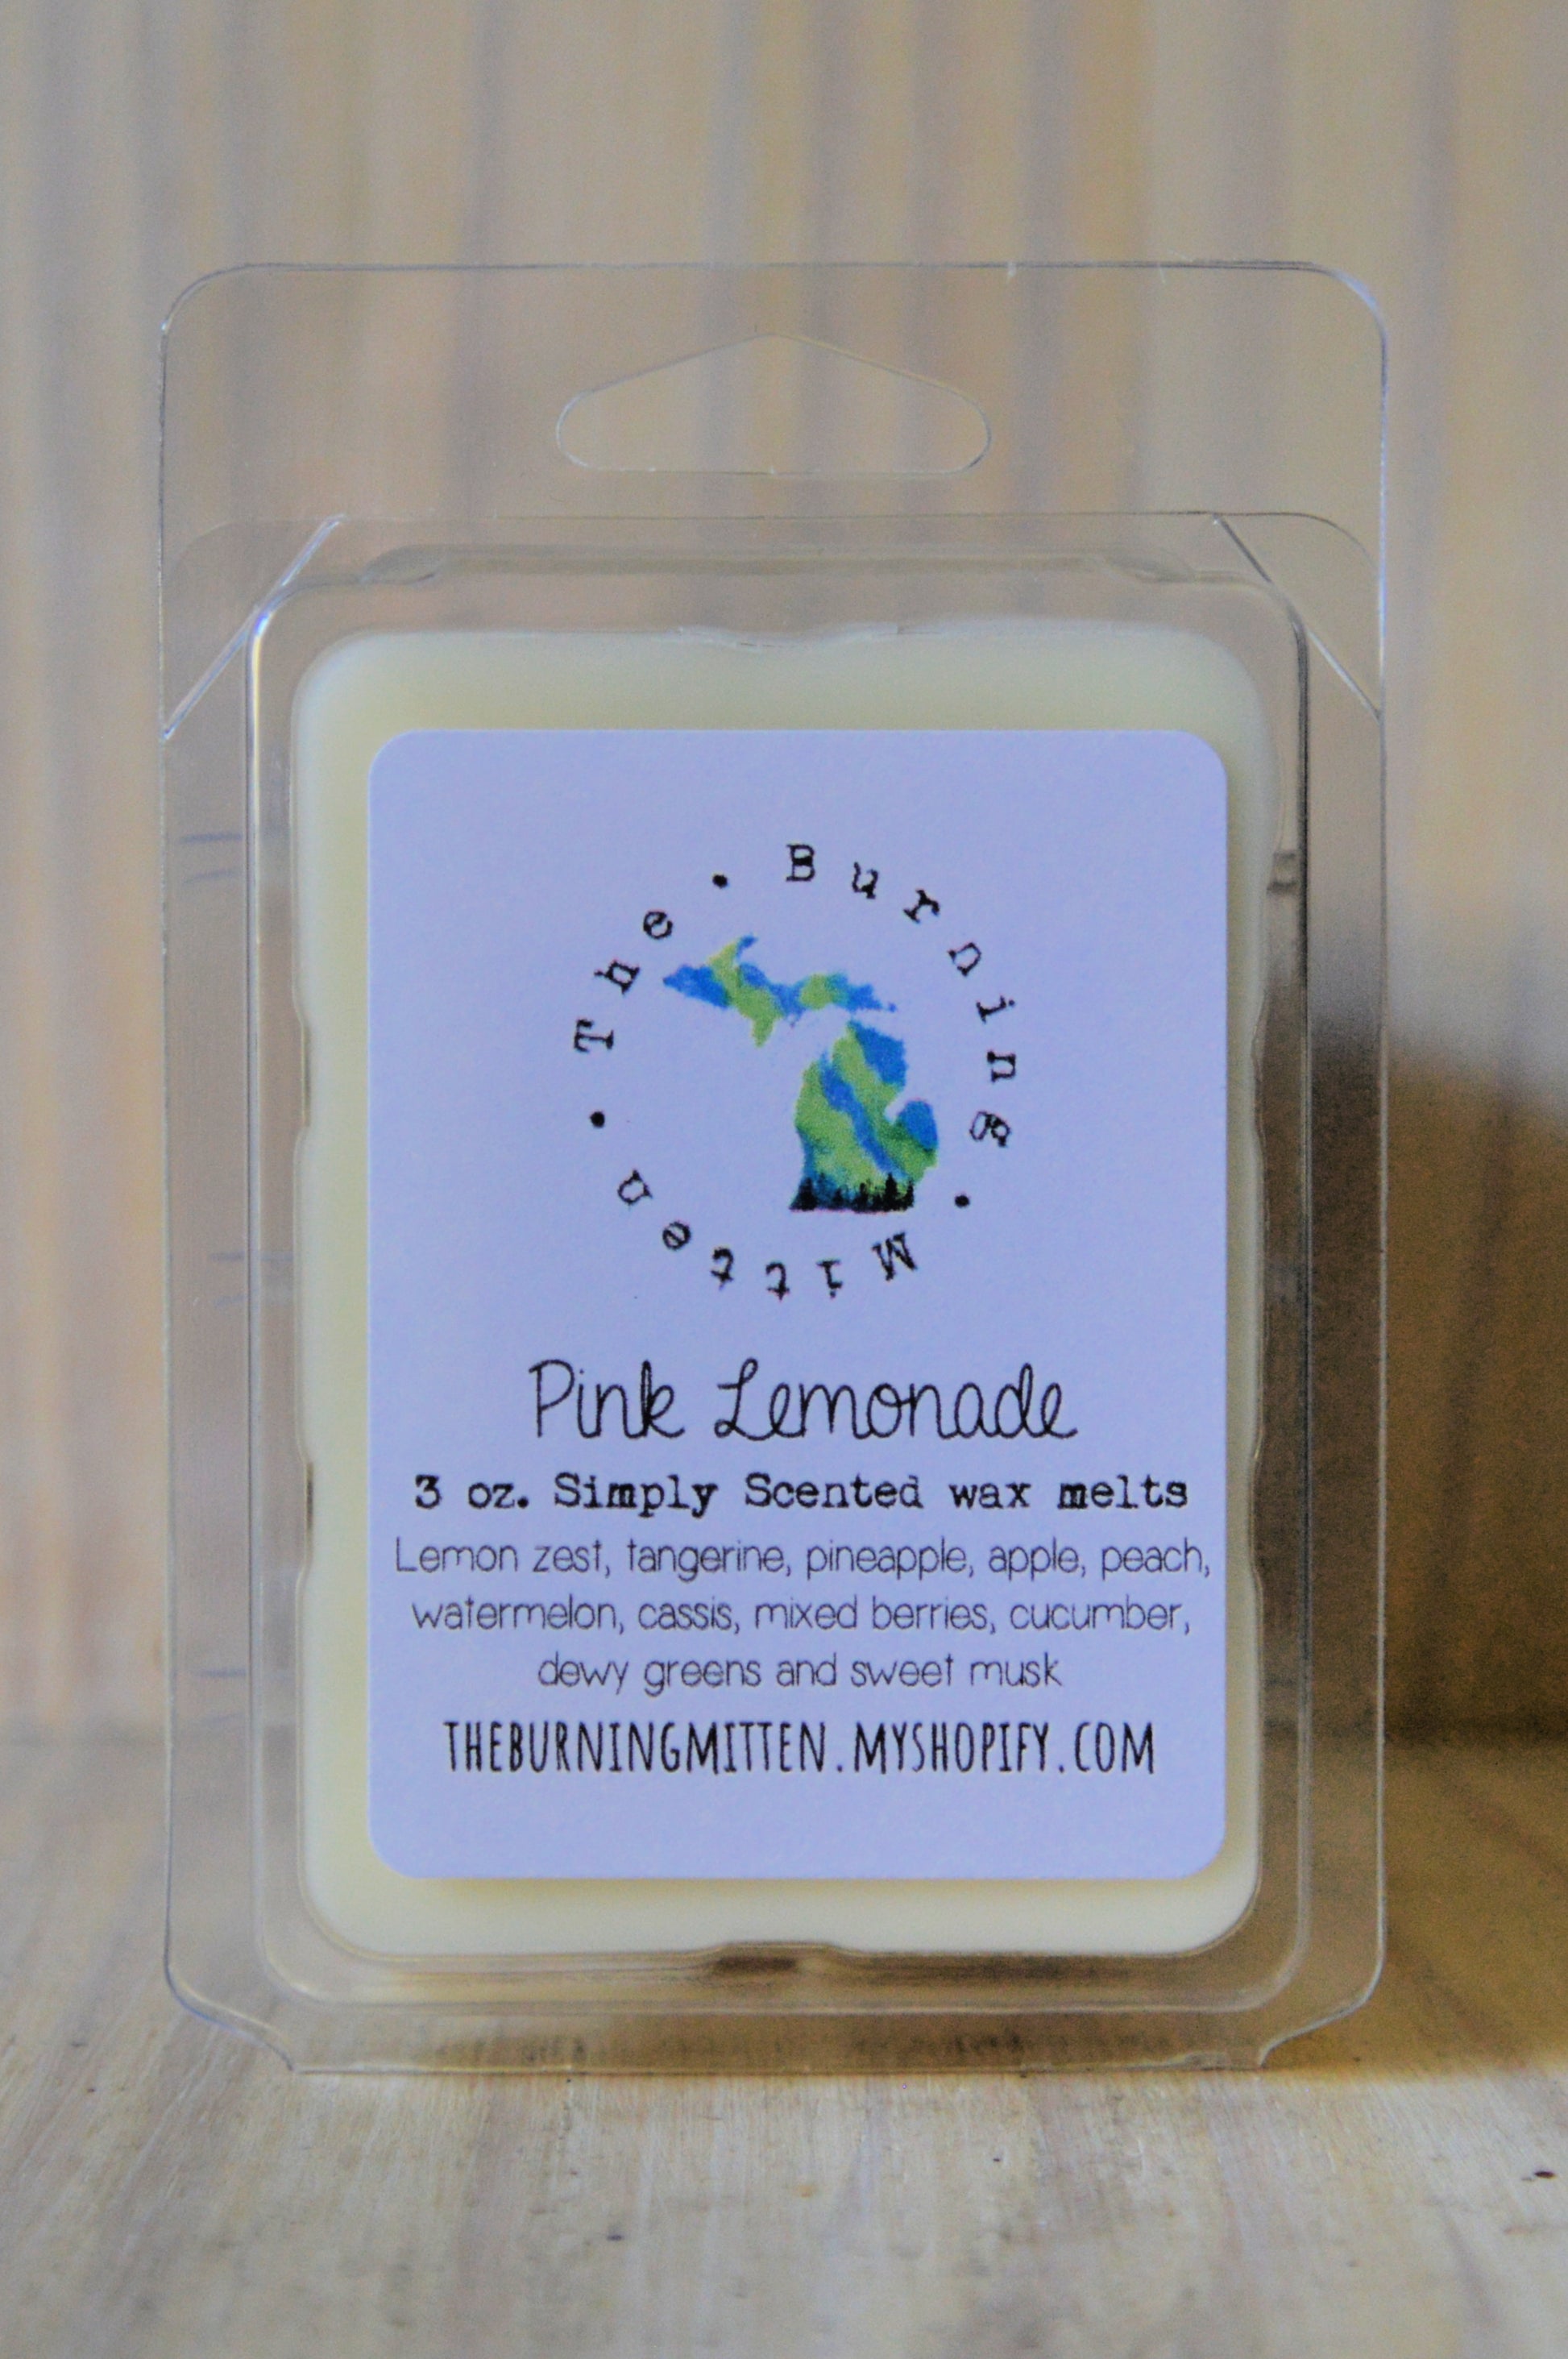 The • Burning • Mitten •
Pink Lemonade
3 oz. Simply Scented wax melts
Lemon zest, tangerine, pineapple, apple, peach,
watermelon, cassis, mixed berries, cucumber,
dewy greens and sweet musk
THEBURNINGMITTEN.MYSHOPIFY.COM